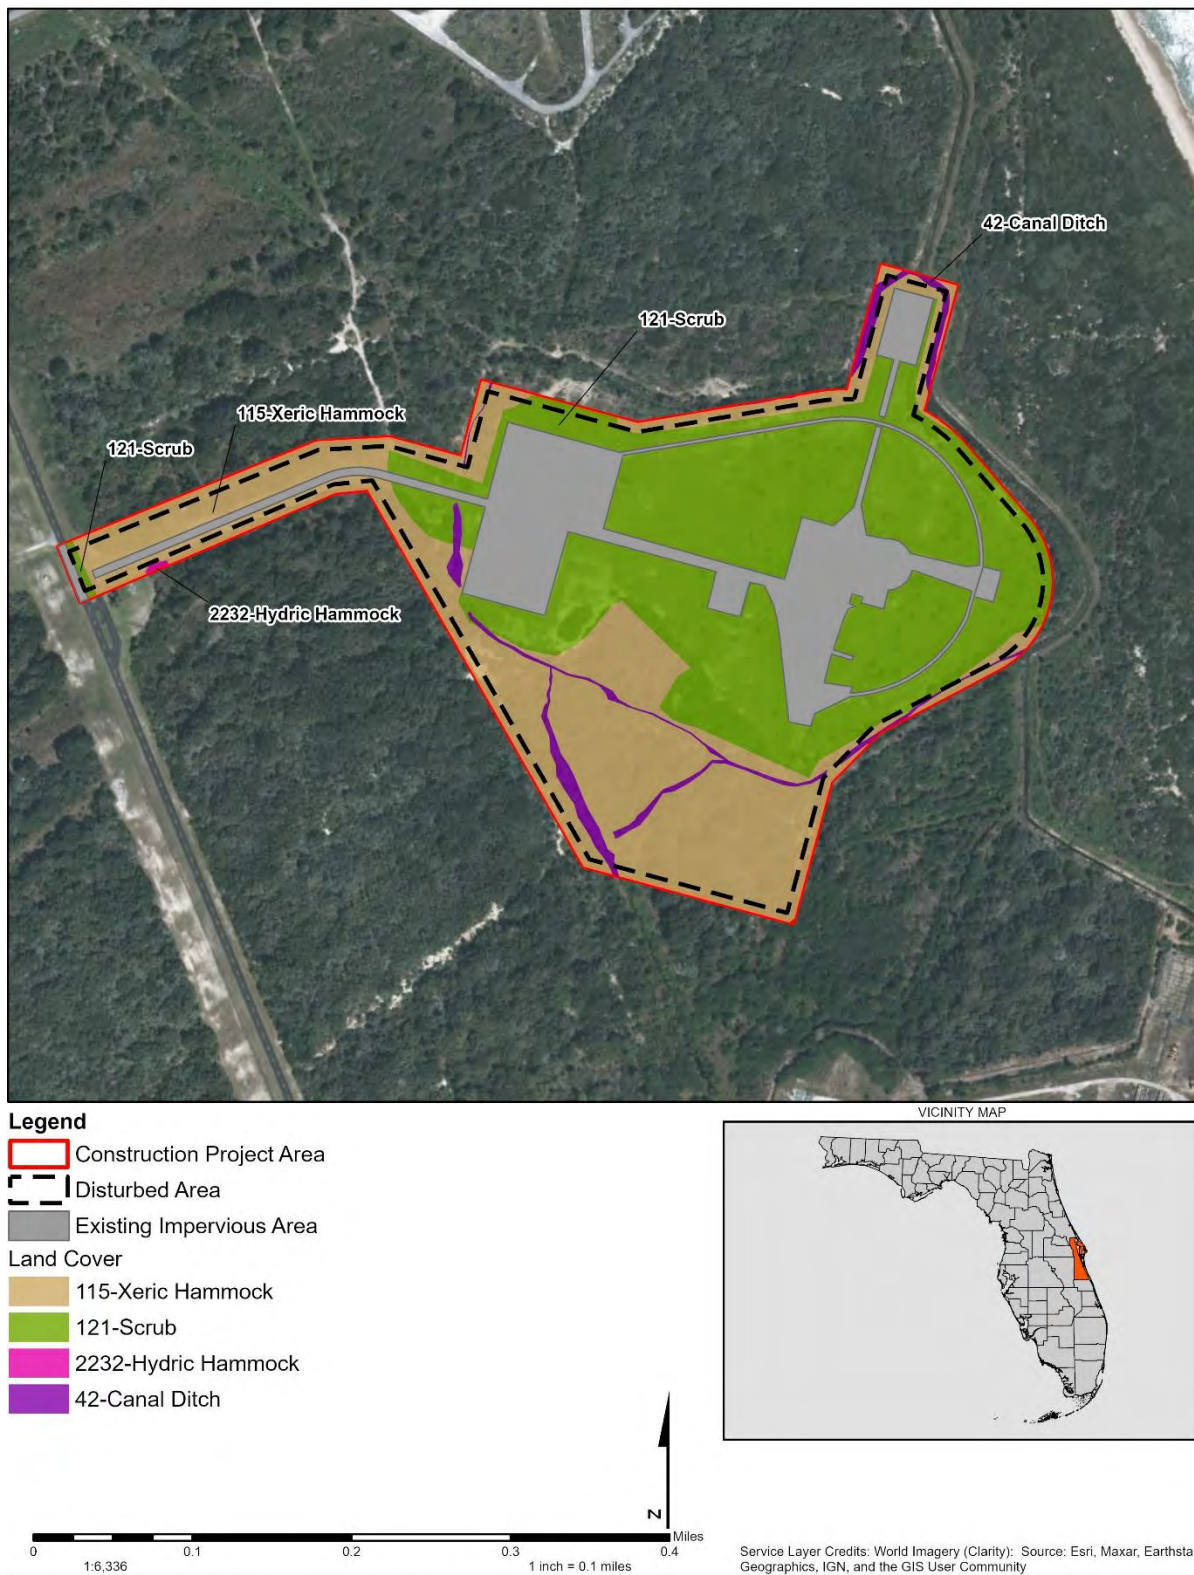 42-Canal Ditch
121-Scrub
115-Xeric Hammock
121-Scrub
2232-Hydric Hammock
Legend
Construction Project Area
Disturbed Area
Existing Impervious Area
Land Cover
115-Xeric Hammock
121-Scrub
2232-Hydric Hammock
42-Canal Ditch
VICINITY MAP
N
Miles
0 0.1 0.2 0.3 0.4
1:6,336 1 inch = 0.1 miles
Service Layer Credits: World Imagery (Clarity): Source: Esri, Maxar, Earthsta
Geographics, IGN, and the GIS User Community